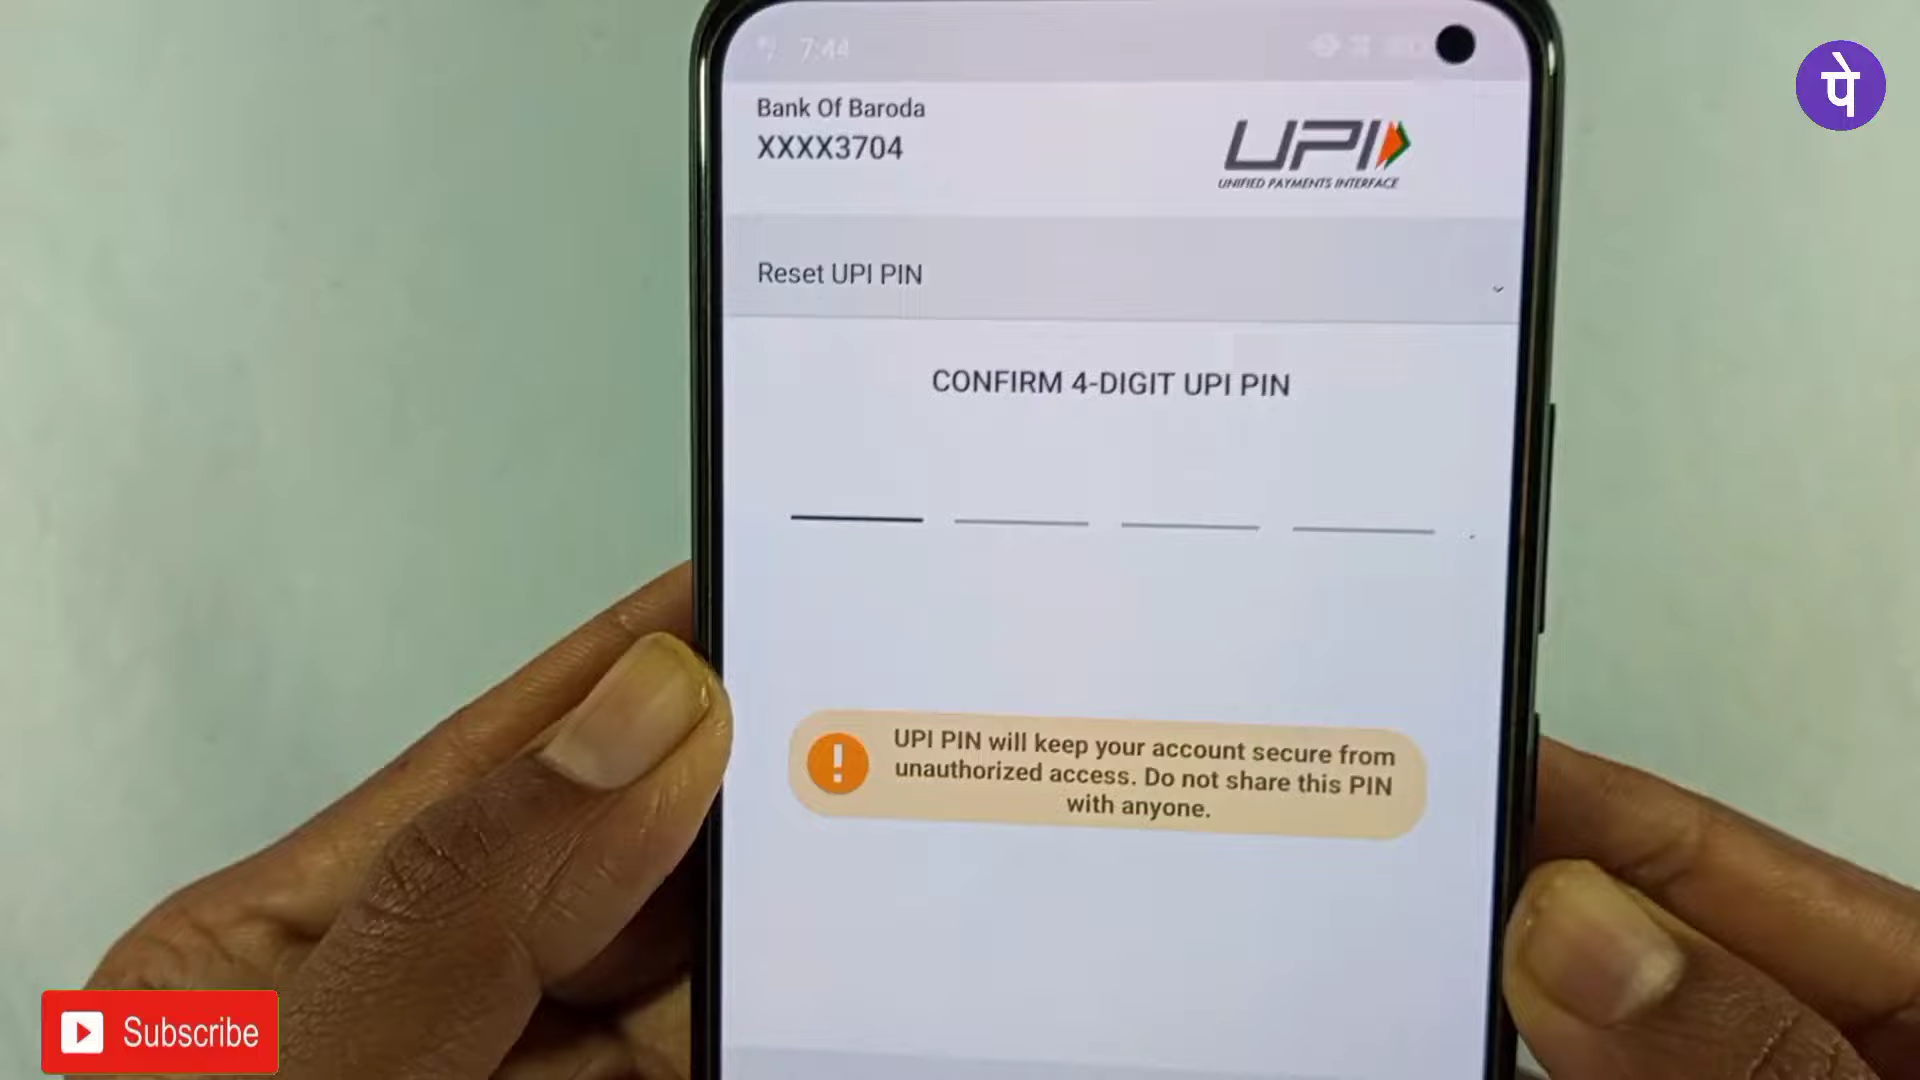 7:44
Bank Of Baroda
XXXX3704
UPI
UNIFIED PAYMENTS INTERFACE
Reset UPI PIN
CONFIRM 4-DIGIT UPI PIN
UPI PIN will keep your account secure from
unauthorized access. Do not share this PIN
with anyone.
पे
Subscribe